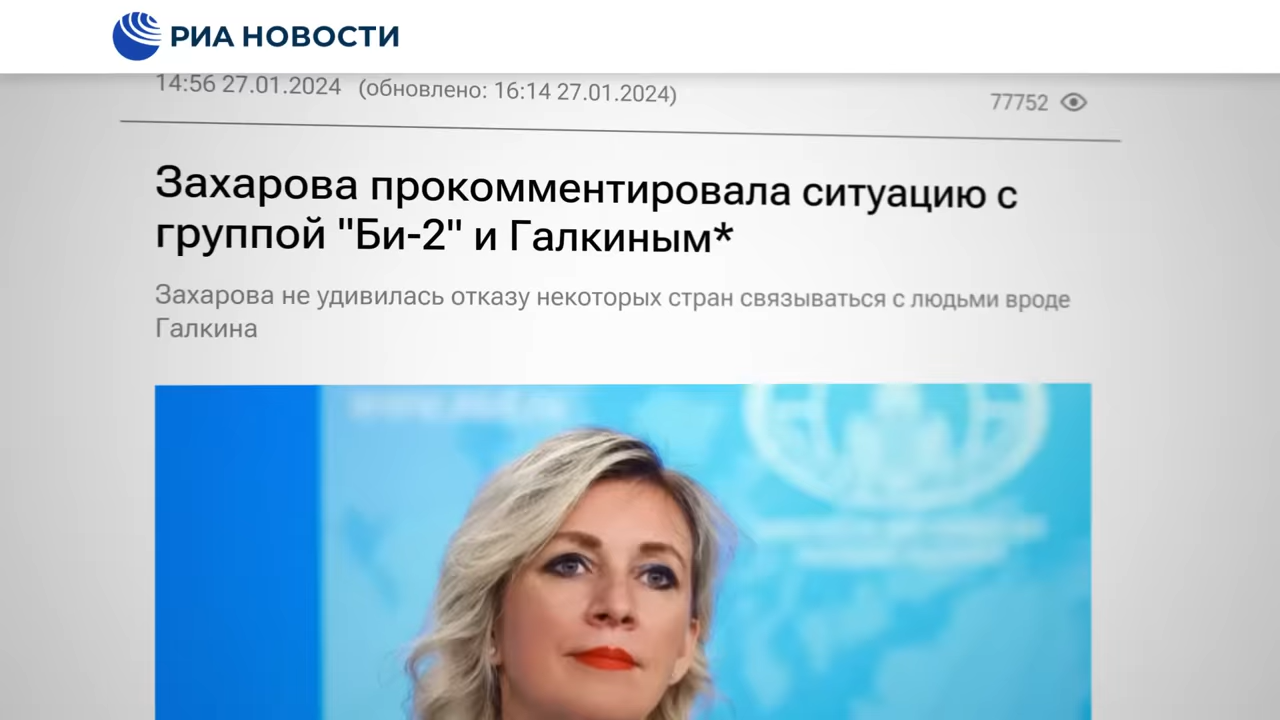 РИА НОВОСТИ
14:56 27.01.2024 (обновлено: 16:14 27.01.2024)
77752
Захарова прокомментировала ситуацию с
группой "Би-2" и Галкиным*
Захарова не удивилась отказу некоторых стран связываться с людьми вроде
Галкина